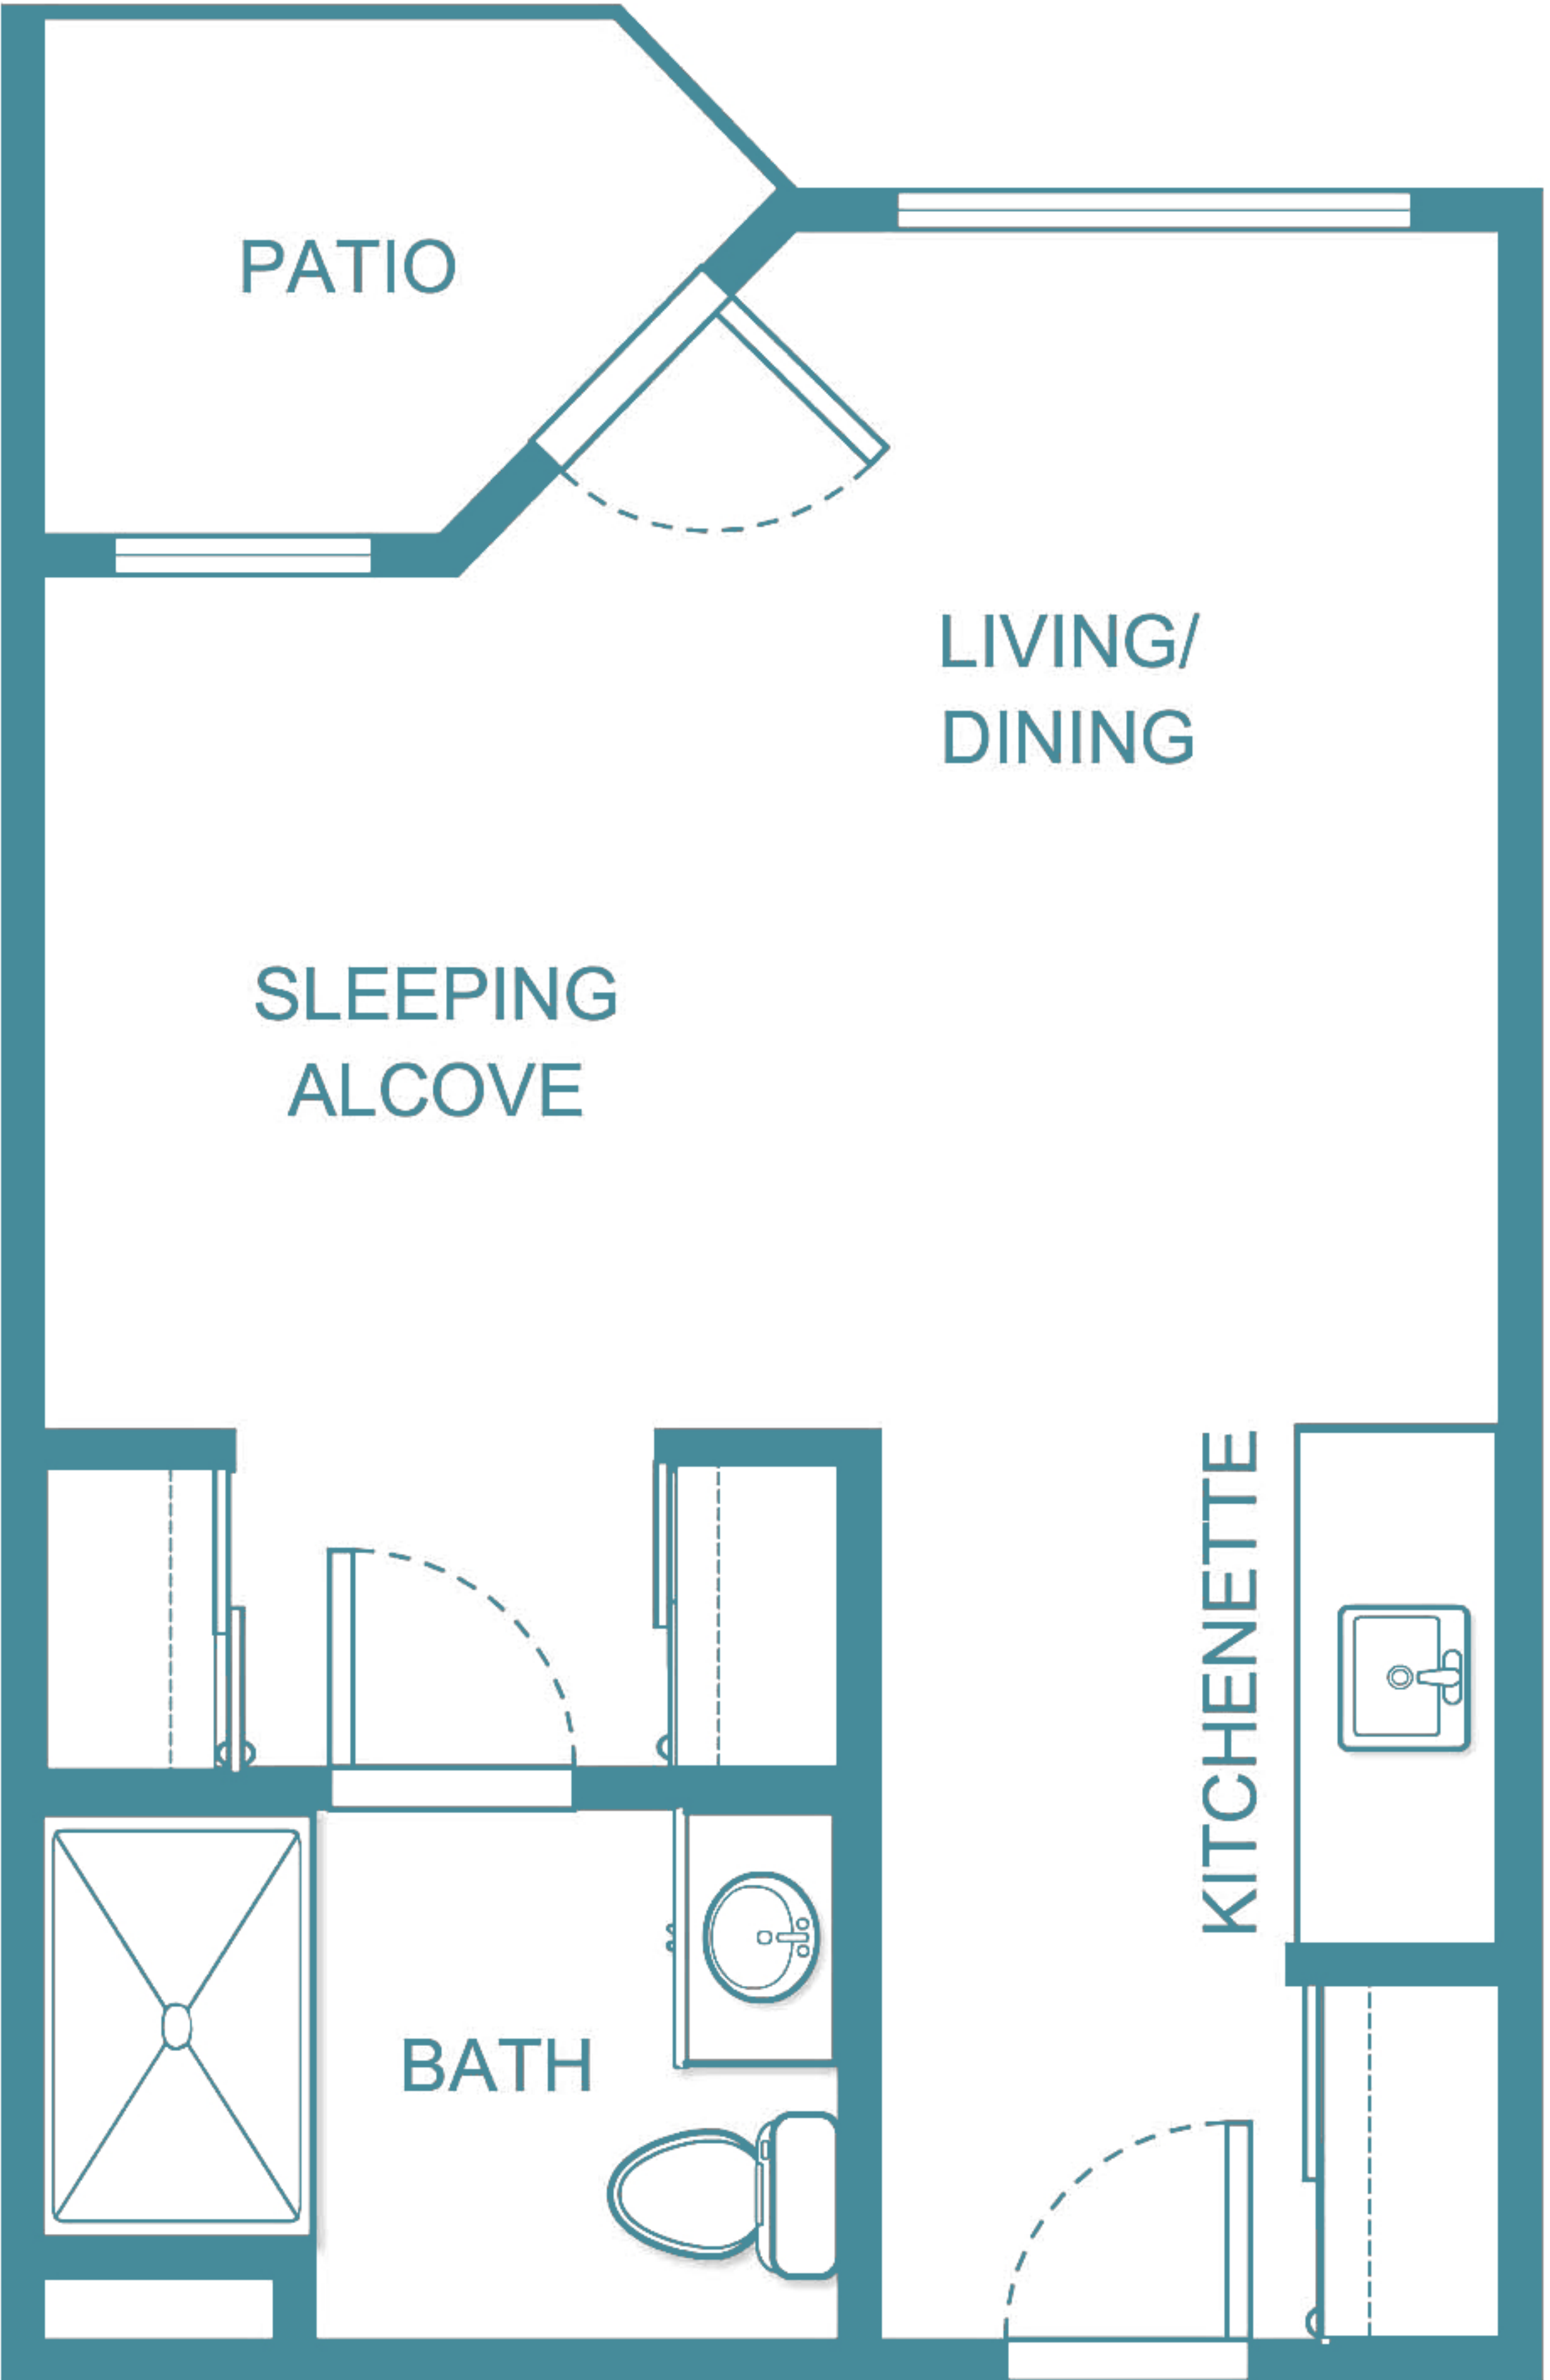 PATIO
LIVING/
DINING
SLEEPING
ALCOVE
KITCHENETTE
BATH